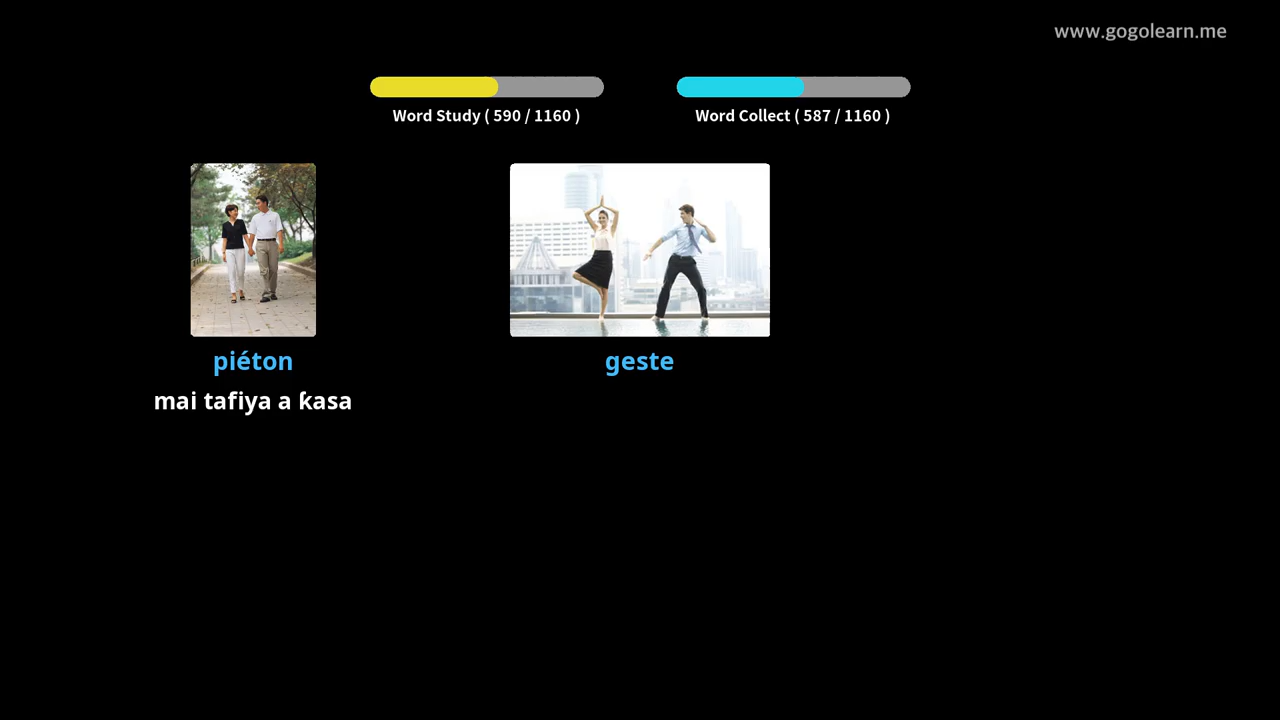 www.gogolearn.me
Word Study ( 590 / 1160 )
Word Collect ( 587 / 1160 )
piéton
mai tafiya a ƙasa
geste